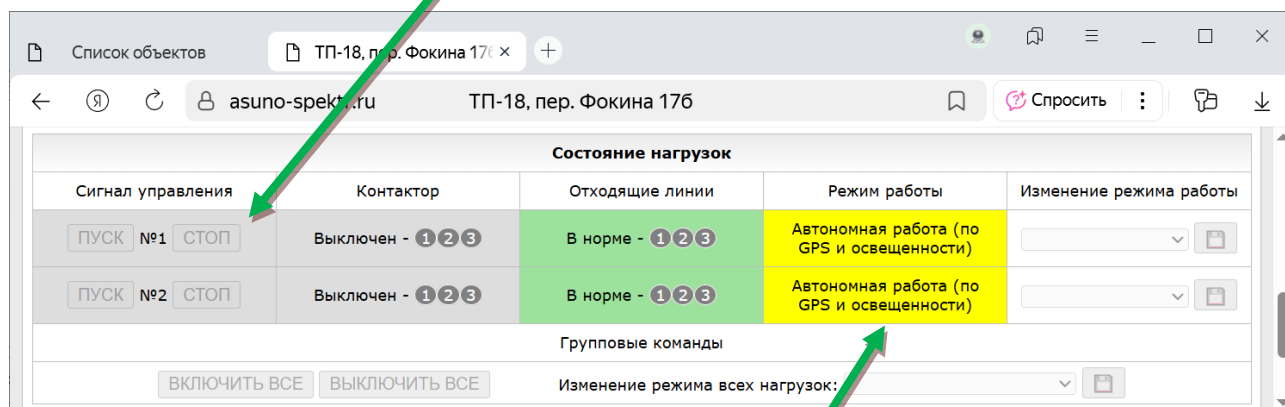 Список объектов
ТП-18, пер. Фокина 17б
asuno-spektr.ru ТП-18, пер. Фокина 17б Спросить
Состояние нагрузок
Сигнал управления Контактор Отходящие линии Режим работы Изменение режима работы
ПУСК №1 СТОП Выключен - 1 2 3 В норме - 1 2 3 Автономная работа (по
GPS и освещенности)
ПУСК №2 СТОП Выключен - 1 2 3 В норме - 1 2 3 Автономная работа (по
GPS и освещенности)
Групповые команды
ВКЛЮЧИТЬ ВСЕ ВЫКЛЮЧИТЬ ВСЕ Изменение режима всех нагрузок: